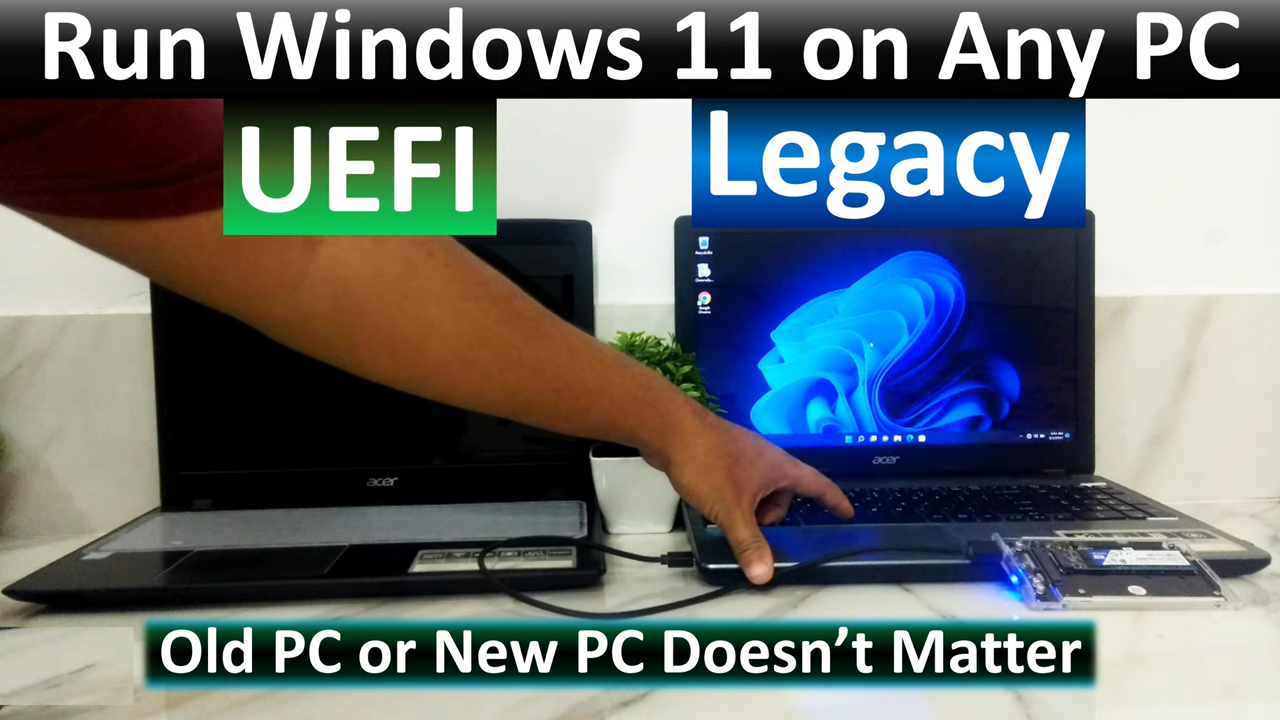 Run Windows 11 on Any PC
UEFI
Legacy
acer
acer
Old PC or New PC Doesn't Matter